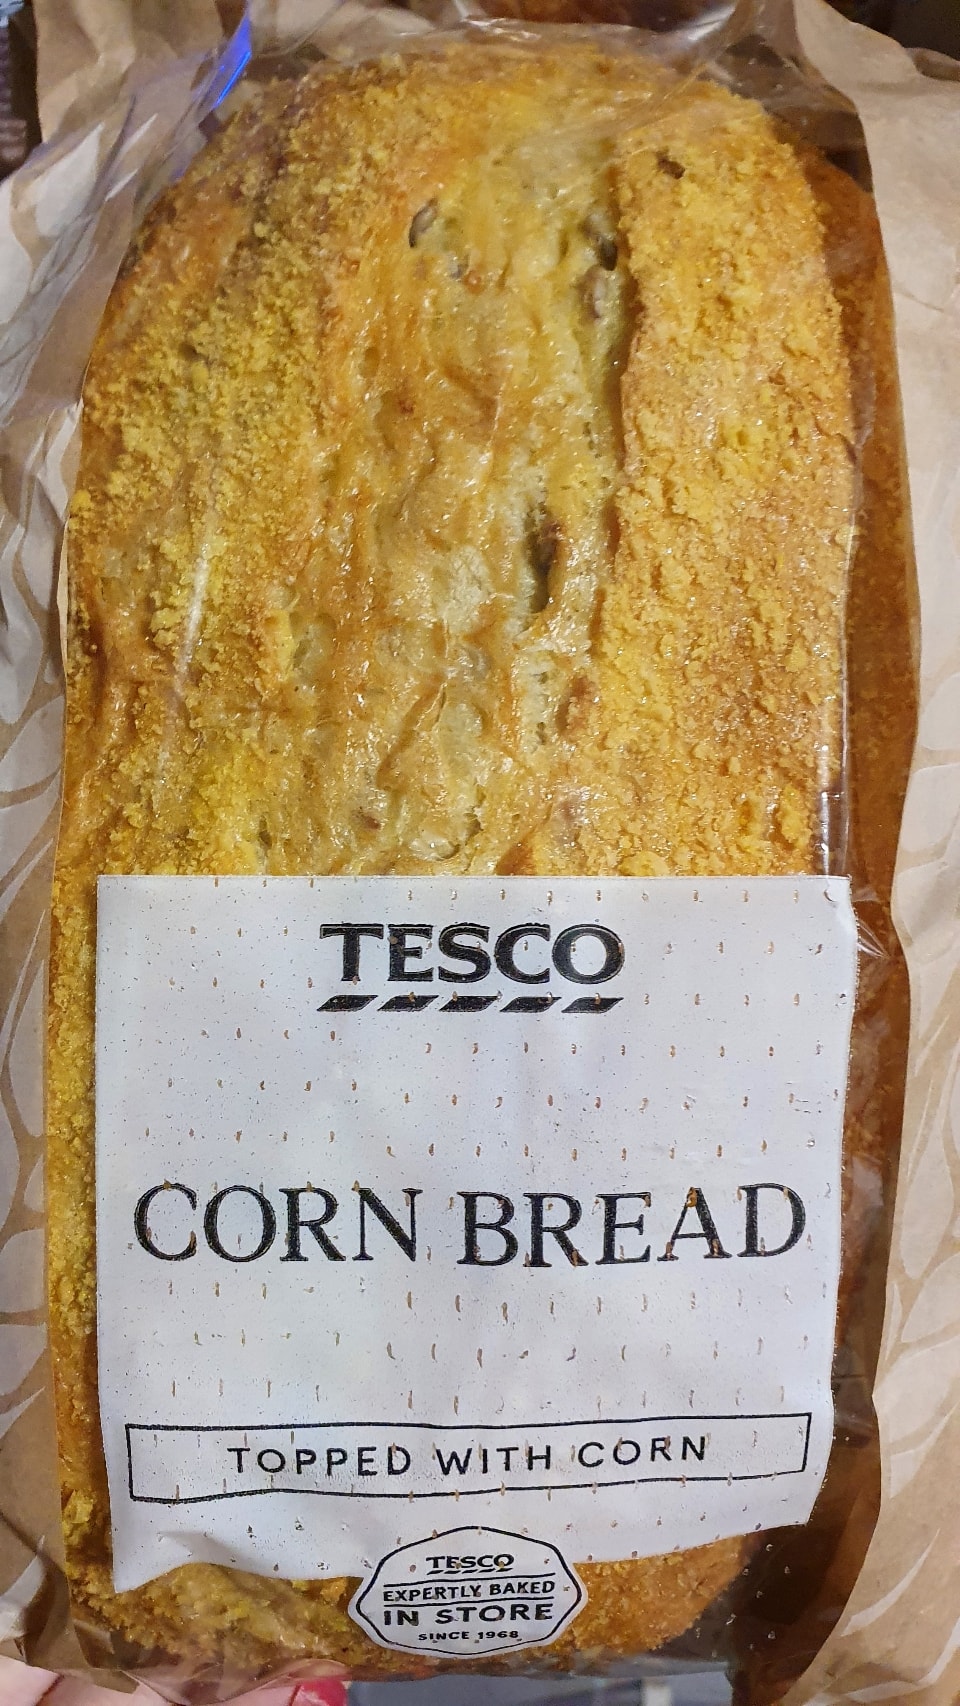 TESCO
CORN BREAD
TOPPED WITH CORN
TESCO
EXPERTLY BAKED
IN STORE
SINCE 1968